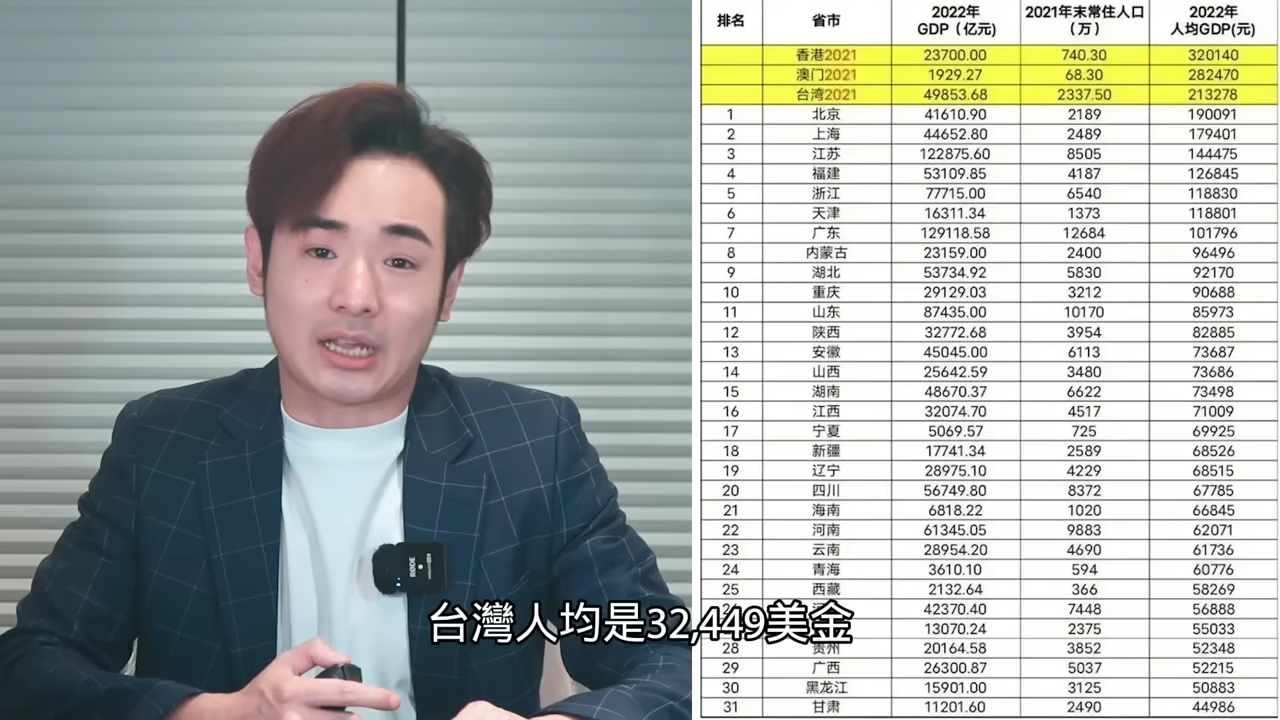 排名 省市 2022年 GDP（亿元） 2021年末常住人口（万） 2022年 人均GDP(元)
香港2021 23700.00 740.30 320140
澳门2021 1929.27 68.30 282470
台湾2021 49853.68 2337.50 213278
1 北京 41610.90 2189 190091
2 上海 44652.80 2489 179401
3 江苏 122875.60 8505 144475
4 福建 53109.85 4187 126845
5 浙江 77715.00 6540 118830
6 天津 16311.34 1373 118801
7 广东 129118.58 12684 101796
8 内蒙古 23159.00 2400 96496
9 湖北 53734.92 5830 92170
10 重庆 29129.03 3212 90688
11 山东 87435.00 10170 85973
12 陕西 32772.68 3954 82885
13 安徽 45045.00 6113 73687
14 山西 25642.59 3480 73686
15 湖南 48670.37 6622 73498
16 江西 32074.70 4517 71009
17 宁夏 5069.57 725 69925
18 新疆 17741.34 2589 68526
19 辽宁 28975.10 4229 68515
20 四川 56749.80 8372 67785
21 海南 6818.22 1020 66845
22 河南 61345.05 9883 62071
23 云南 28954.20 4690 61736
24 青海 3610.10 594 60776
25 西藏 2132.64 366 58269
42370.40 7448 56888
13070.24 2375 55033
28 贵州 20164.58 3852 52348
29 广西 26300.87 5037 52215
30 黑龙江 15901.00 3125 50883
31 甘肃 11201.60 2490 44986
RØDE
台灣人均是32,449美金